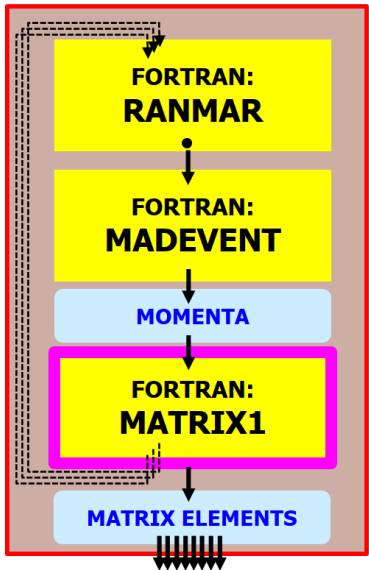 FORTRAN:
RANMAR
FORTRAN:
MADEVENT
MOMENTA
FORTRAN:
MATRIX1
MATRIX ELEMENTS